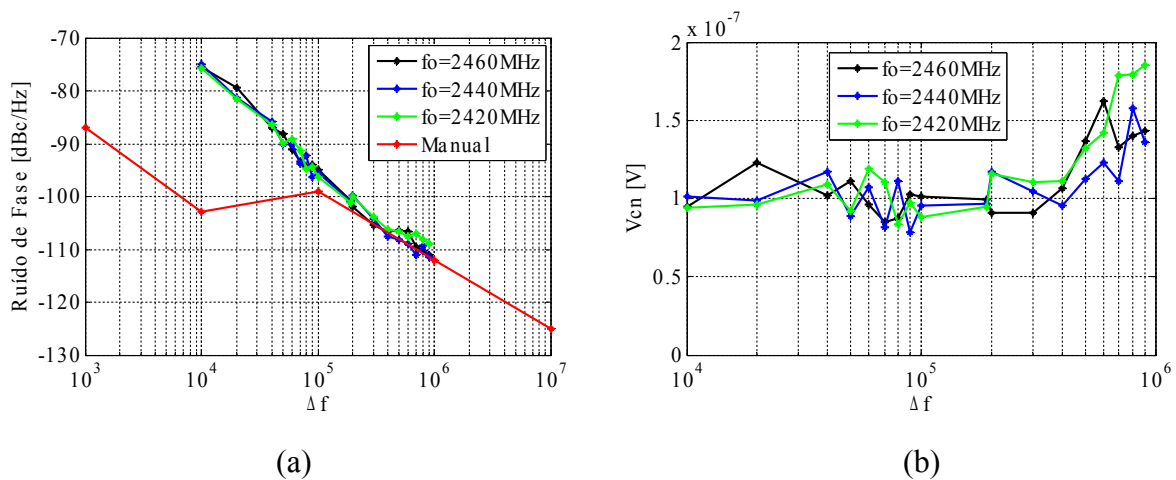 -70
-80
-90
-100
-110
-120
-130
10^3
10^4
10^5
10^6
10^7
Δf
Ruído de Fase [dBc/Hz]
fo=2460MHz
fo=2440MHz
fo=2420MHz
Manual
(a)
x 10^-7
2
1.5
1
0.5
0
10^4
10^5
10^6
Δf
Vcn [V]
fo=2460MHz
fo=2440MHz
fo=2420MHz
(b)